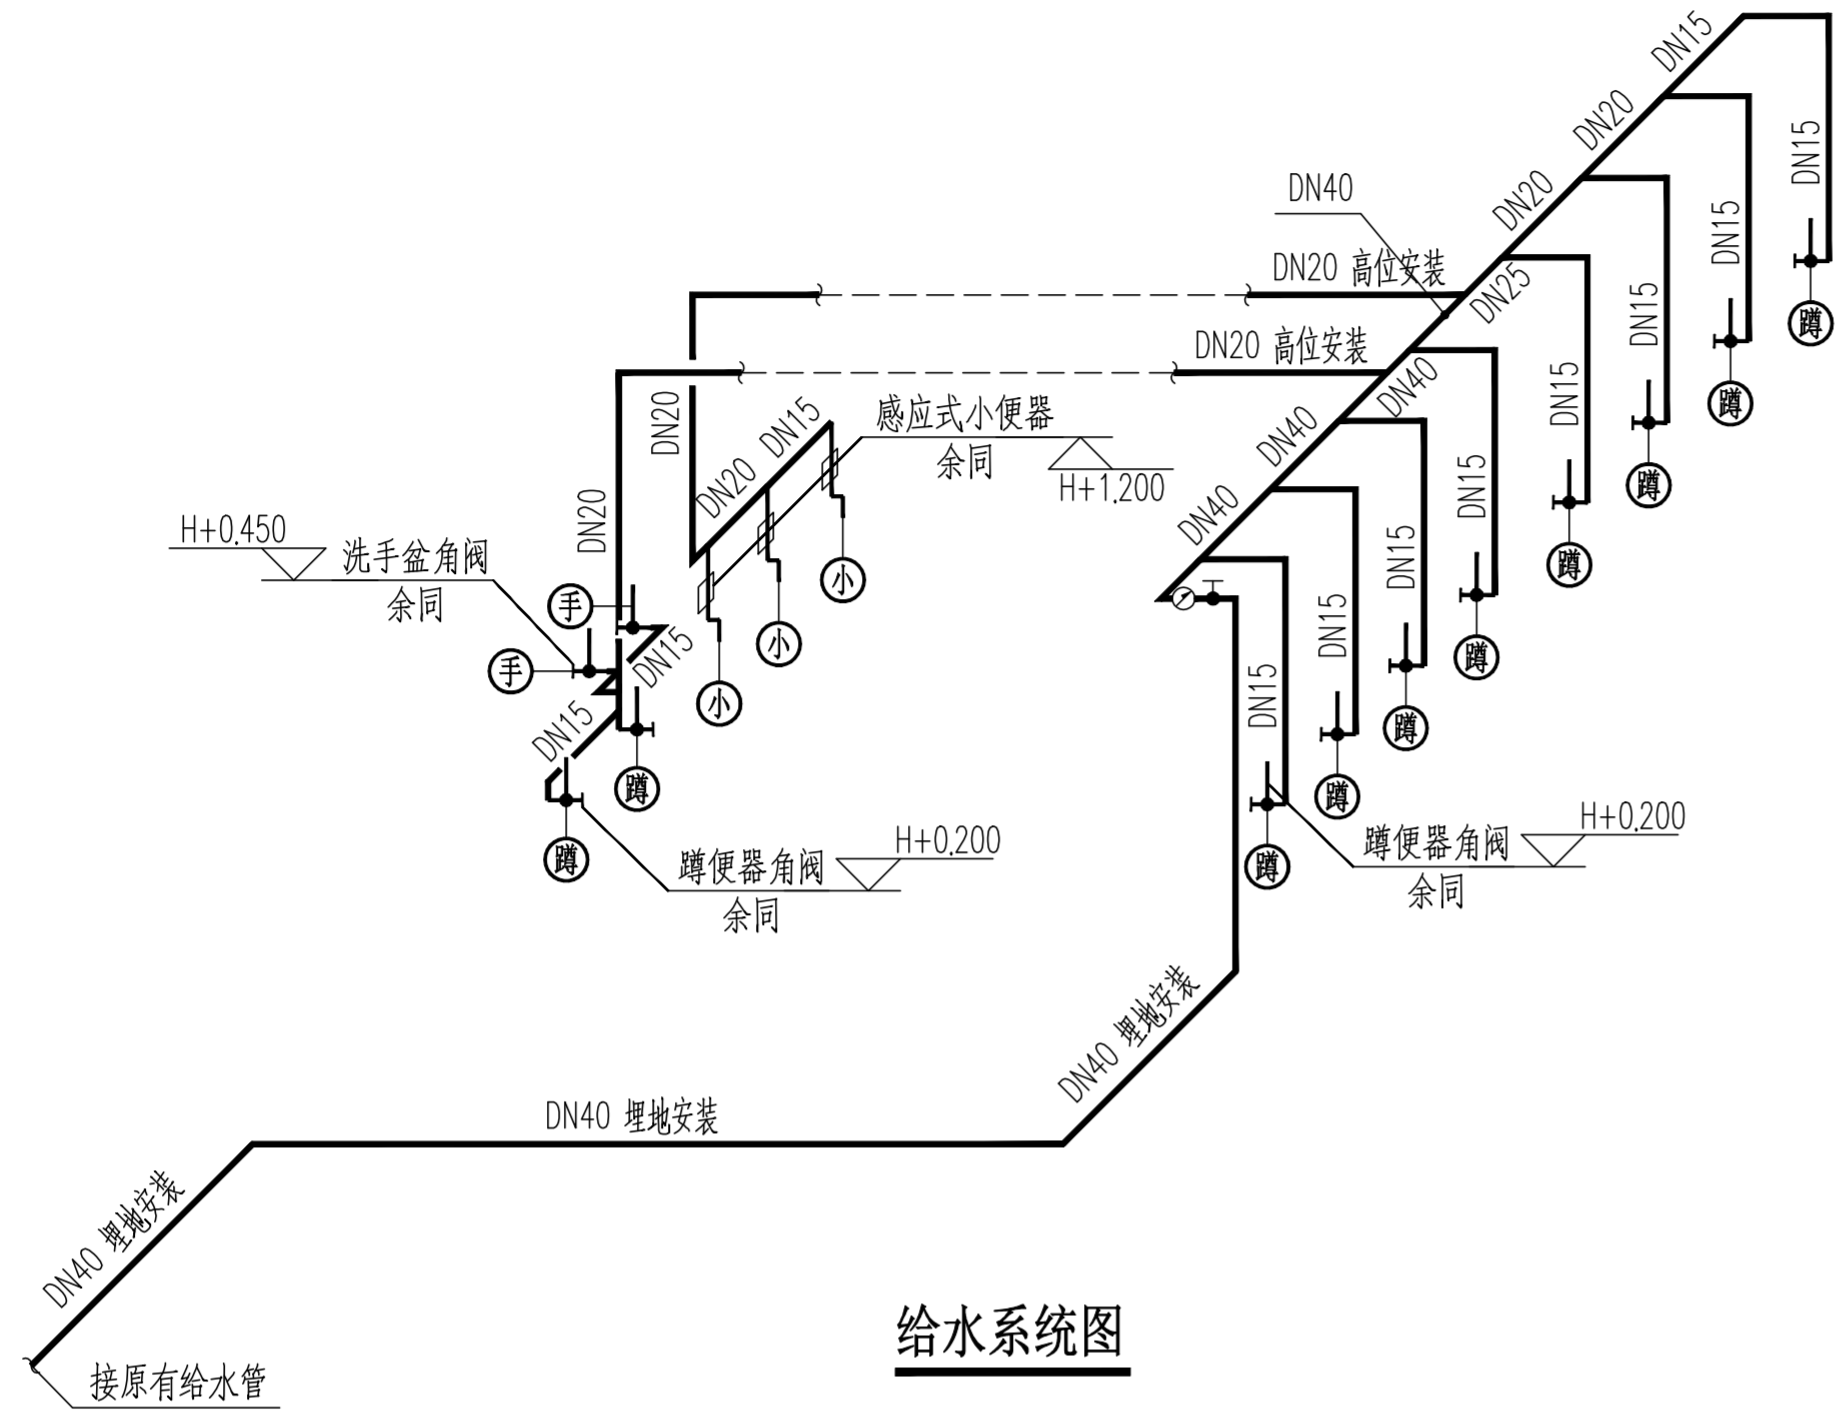 DN15
DN20
DN15
DN40
DN20
DN15
DN20 高位安装
DN25
DN15
DN20 高位安装
DN40
DN15
DN20
DN15
感应式小便器
余同
H+1.200
DN40
DN20
DN15
蹲
蹲
DN20
DN40
DN15
蹲
H+0.450
洗手盆角阀
余同
手
小
DN15
蹲
手
DN15
小
DN15
蹲
小
DN15
蹲
DN15
蹲
蹲
蹲
蹲
蹲
H+0.200
蹲便器角阀
余同
H+0.200
蹲便器角阀
余同
DN40 埋地安装
DN40 埋地安装
DN40 埋地安装
接原有给水管
给水系统图